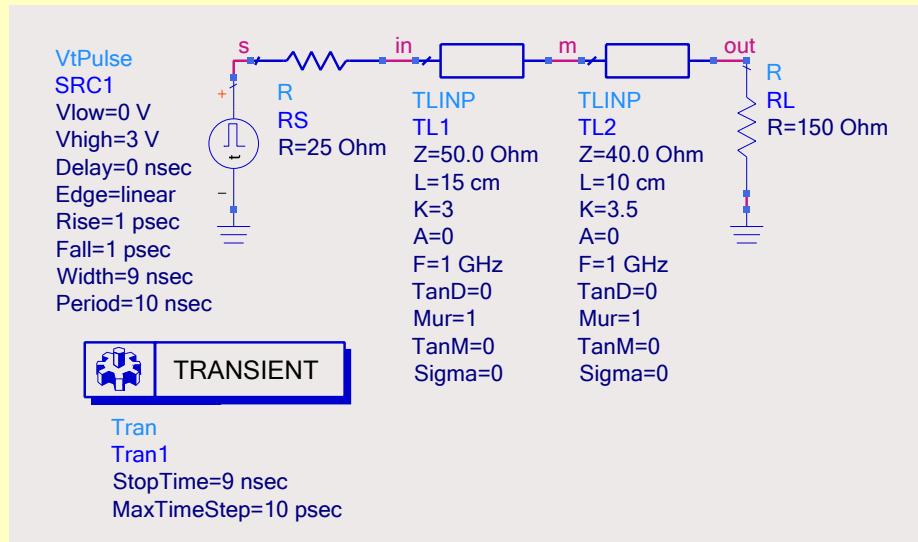 s
in
m
out
VtPulse
SRC1
Vlow=0 V
Vhigh=3 V
Delay=0 nsec
Edge=linear
Rise=1 psec
Fall=1 psec
Width=9 nsec
Period=10 nsec
+
−
t
R
RS
R=25 Ohm
TLINP
TL1
Z=50.0 Ohm
L=15 cm
K=3
A=0
F=1 GHz
TanD=0
Mur=1
TanM=0
Sigma=0
TLINP
TL2
Z=40.0 Ohm
L=10 cm
K=3.5
A=0
F=1 GHz
TanD=0
Mur=1
TanM=0
Sigma=0
R
RL
R=150 Ohm
TRANSIENT
Tran
Tran1
StopTime=9 nsec
MaxTimeStep=10 psec